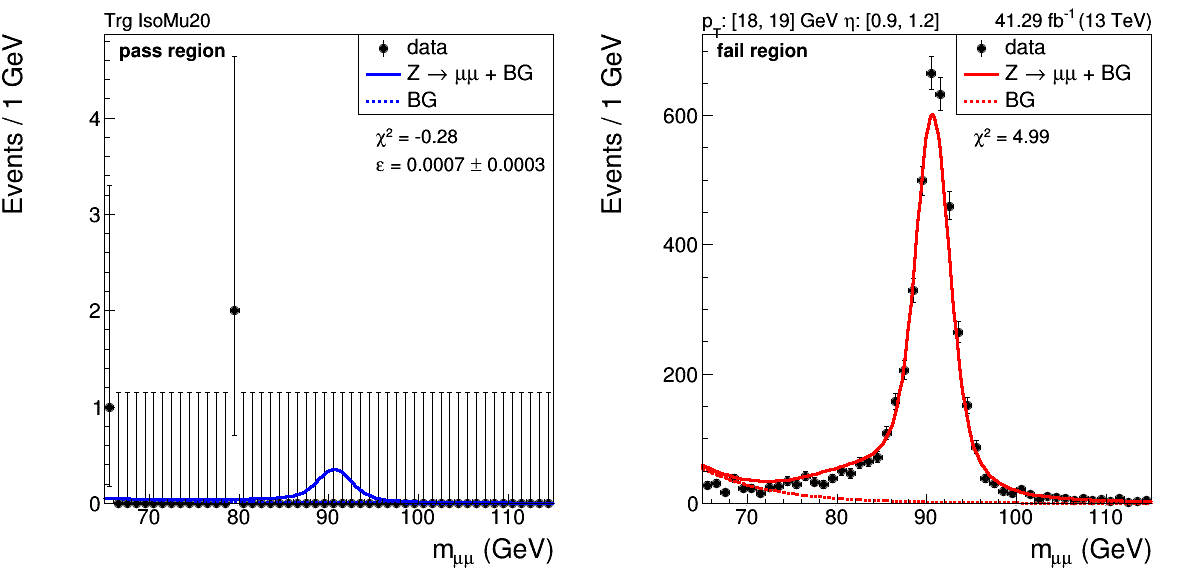 Trg IsoMu20
pass region
data
Z → μμ + BG
BG
χ² = -0.28
ε = 0.0007 ± 0.0003
Events / 1 GeV
4
3
2
1
0
70 80 90 100 110
m_μμ (GeV)
p_T: [18, 19] GeV η: [0.9, 1.2] 41.29 fb⁻¹ (13 TeV)
fail region
data
Z → μμ + BG
BG
χ² = 4.99
Events / 1 GeV
600
400
200
0
70 80 90 100 110
m_μμ (GeV)